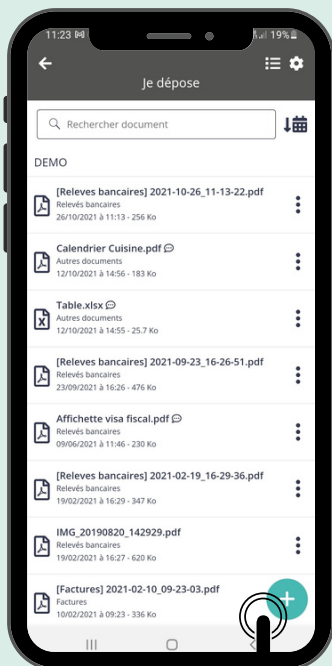 11:23
19%
Je dépose
Rechercher document
DEMO
[Releves bancaires] 2021-10-26_11-13-22.pdf
Relevés bancaires
26/10/2021 à 11:13 - 256 Ko
Calendrier Cuisine.pdf
Autres documents
12/10/2021 à 14:56 - 183 Ko
Table.xlsx
Autres documents
12/10/2021 à 14:55 - 25.7 Ko
[Releves bancaires] 2021-09-23_16-26-51.pdf
Relevés bancaires
23/09/2021 à 16:26 - 476 Ko
Affichette visa fiscal.pdf
Relevés bancaires
09/06/2021 à 11:46 - 230 Ko
[Releves bancaires] 2021-02-19_16-29-36.pdf
Relevés bancaires
19/02/2021 à 16:29 - 347 Ko
IMG_20190820_142929.pdf
Relevés bancaires
19/02/2021 à 16:27 - 620 Ko
[Factures] 2021-02-10_09-23-03.pdf
Factures
10/02/2021 à 09:23 - 336 Ko